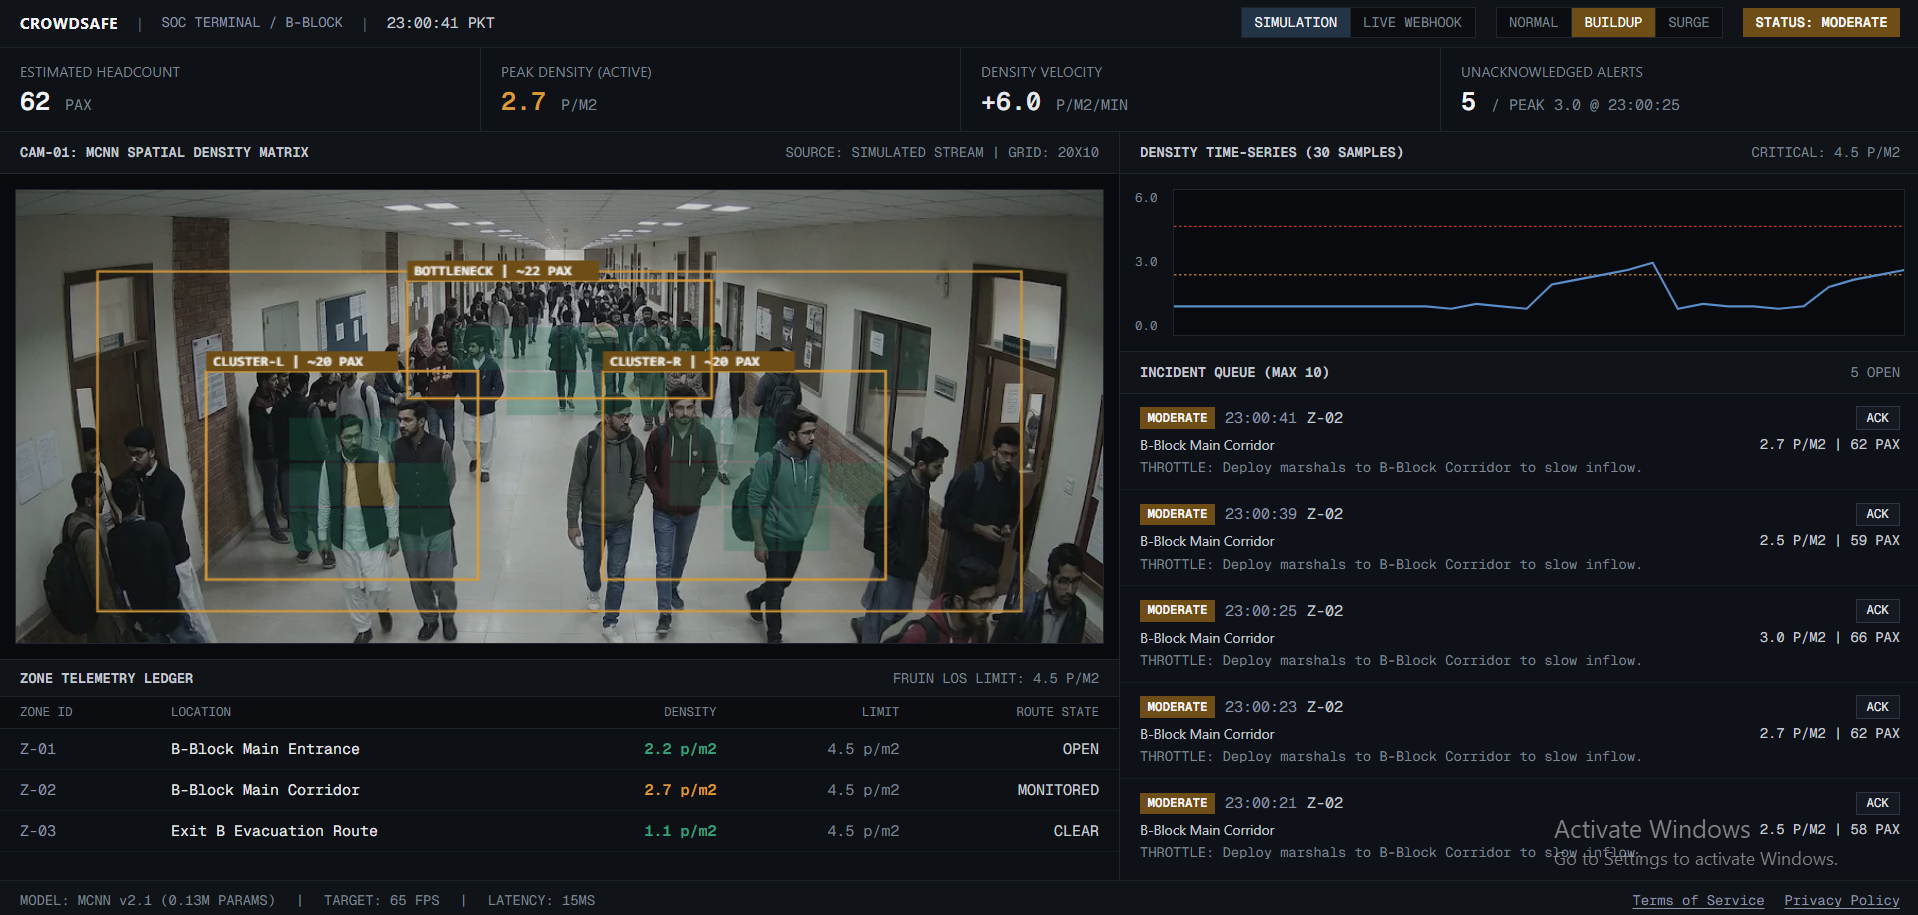 CROWDSAFE | SOC TERMINAL / B-BLOCK | 23:00:41 PKT SIMULATION LIVE WEBHOOK NORMAL BUILDUP SURGE STATUS: MODERATE
ESTIMATED HEADCOUNT
62 PAX
PEAK DENSITY (ACTIVE)
2.7 P/M2
DENSITY VELOCITY
+6.0 P/M2/MIN
UNACKNOWLEDGED ALERTS
5 / PEAK 3.0 @ 23:00:25
CAM-01: MCNN SPATIAL DENSITY MATRIX SOURCE: SIMULATED STREAM | GRID: 20X10
BOTTLENECK | ~22 PAX
CLUSTER-L | ~20 PAX
CLUSTER-R | ~20 PAX
ZONE TELEMETRY LEDGER FRUIN LOS LIMIT: 4.5 P/M2
ZONE ID LOCATION DENSITY LIMIT ROUTE STATE
Z-01 B-Block Main Entrance 2.2 p/m2 4.5 p/m2 OPEN
Z-02 B-Block Main Corridor 2.7 p/m2 4.5 p/m2 MONITORED
Z-03 Exit B Evacuation Route 1.1 p/m2 4.5 p/m2 CLEAR
DENSITY TIME-SERIES (30 SAMPLES) CRITICAL: 4.5 P/M2
6.0
3.0
0.0
INCIDENT QUEUE (MAX 10) 5 OPEN
MODERATE 23:00:41 Z-02 ACK
B-Block Main Corridor 2.7 P/M2 | 62 PAX
THROTTLE: Deploy marshals to B-Block Corridor to slow inflow.
MODERATE 23:00:39 Z-02 ACK
B-Block Main Corridor 2.5 P/M2 | 59 PAX
THROTTLE: Deploy marshals to B-Block Corridor to slow inflow.
MODERATE 23:00:25 Z-02 ACK
B-Block Main Corridor 3.0 P/M2 | 66 PAX
THROTTLE: Deploy marshals to B-Block Corridor to slow inflow.
MODERATE 23:00:23 Z-02 ACK
B-Block Main Corridor 2.7 P/M2 | 62 PAX
THROTTLE: Deploy marshals to B-Block Corridor to slow inflow.
MODERATE 23:00:21 Z-02 ACK
B-Block Main Corridor 2.5 P/M2 | 58 PAX
THROTTLE: Deploy marshals to B-Block Corridor to slow inflow.
Activate Windows
Go to Settings to activate Windows.
MODEL: MCNN v2.1 (0.13M PARAMS) | TARGET: 65 FPS | LATENCY: 15MS Terms of Service Privacy Policy